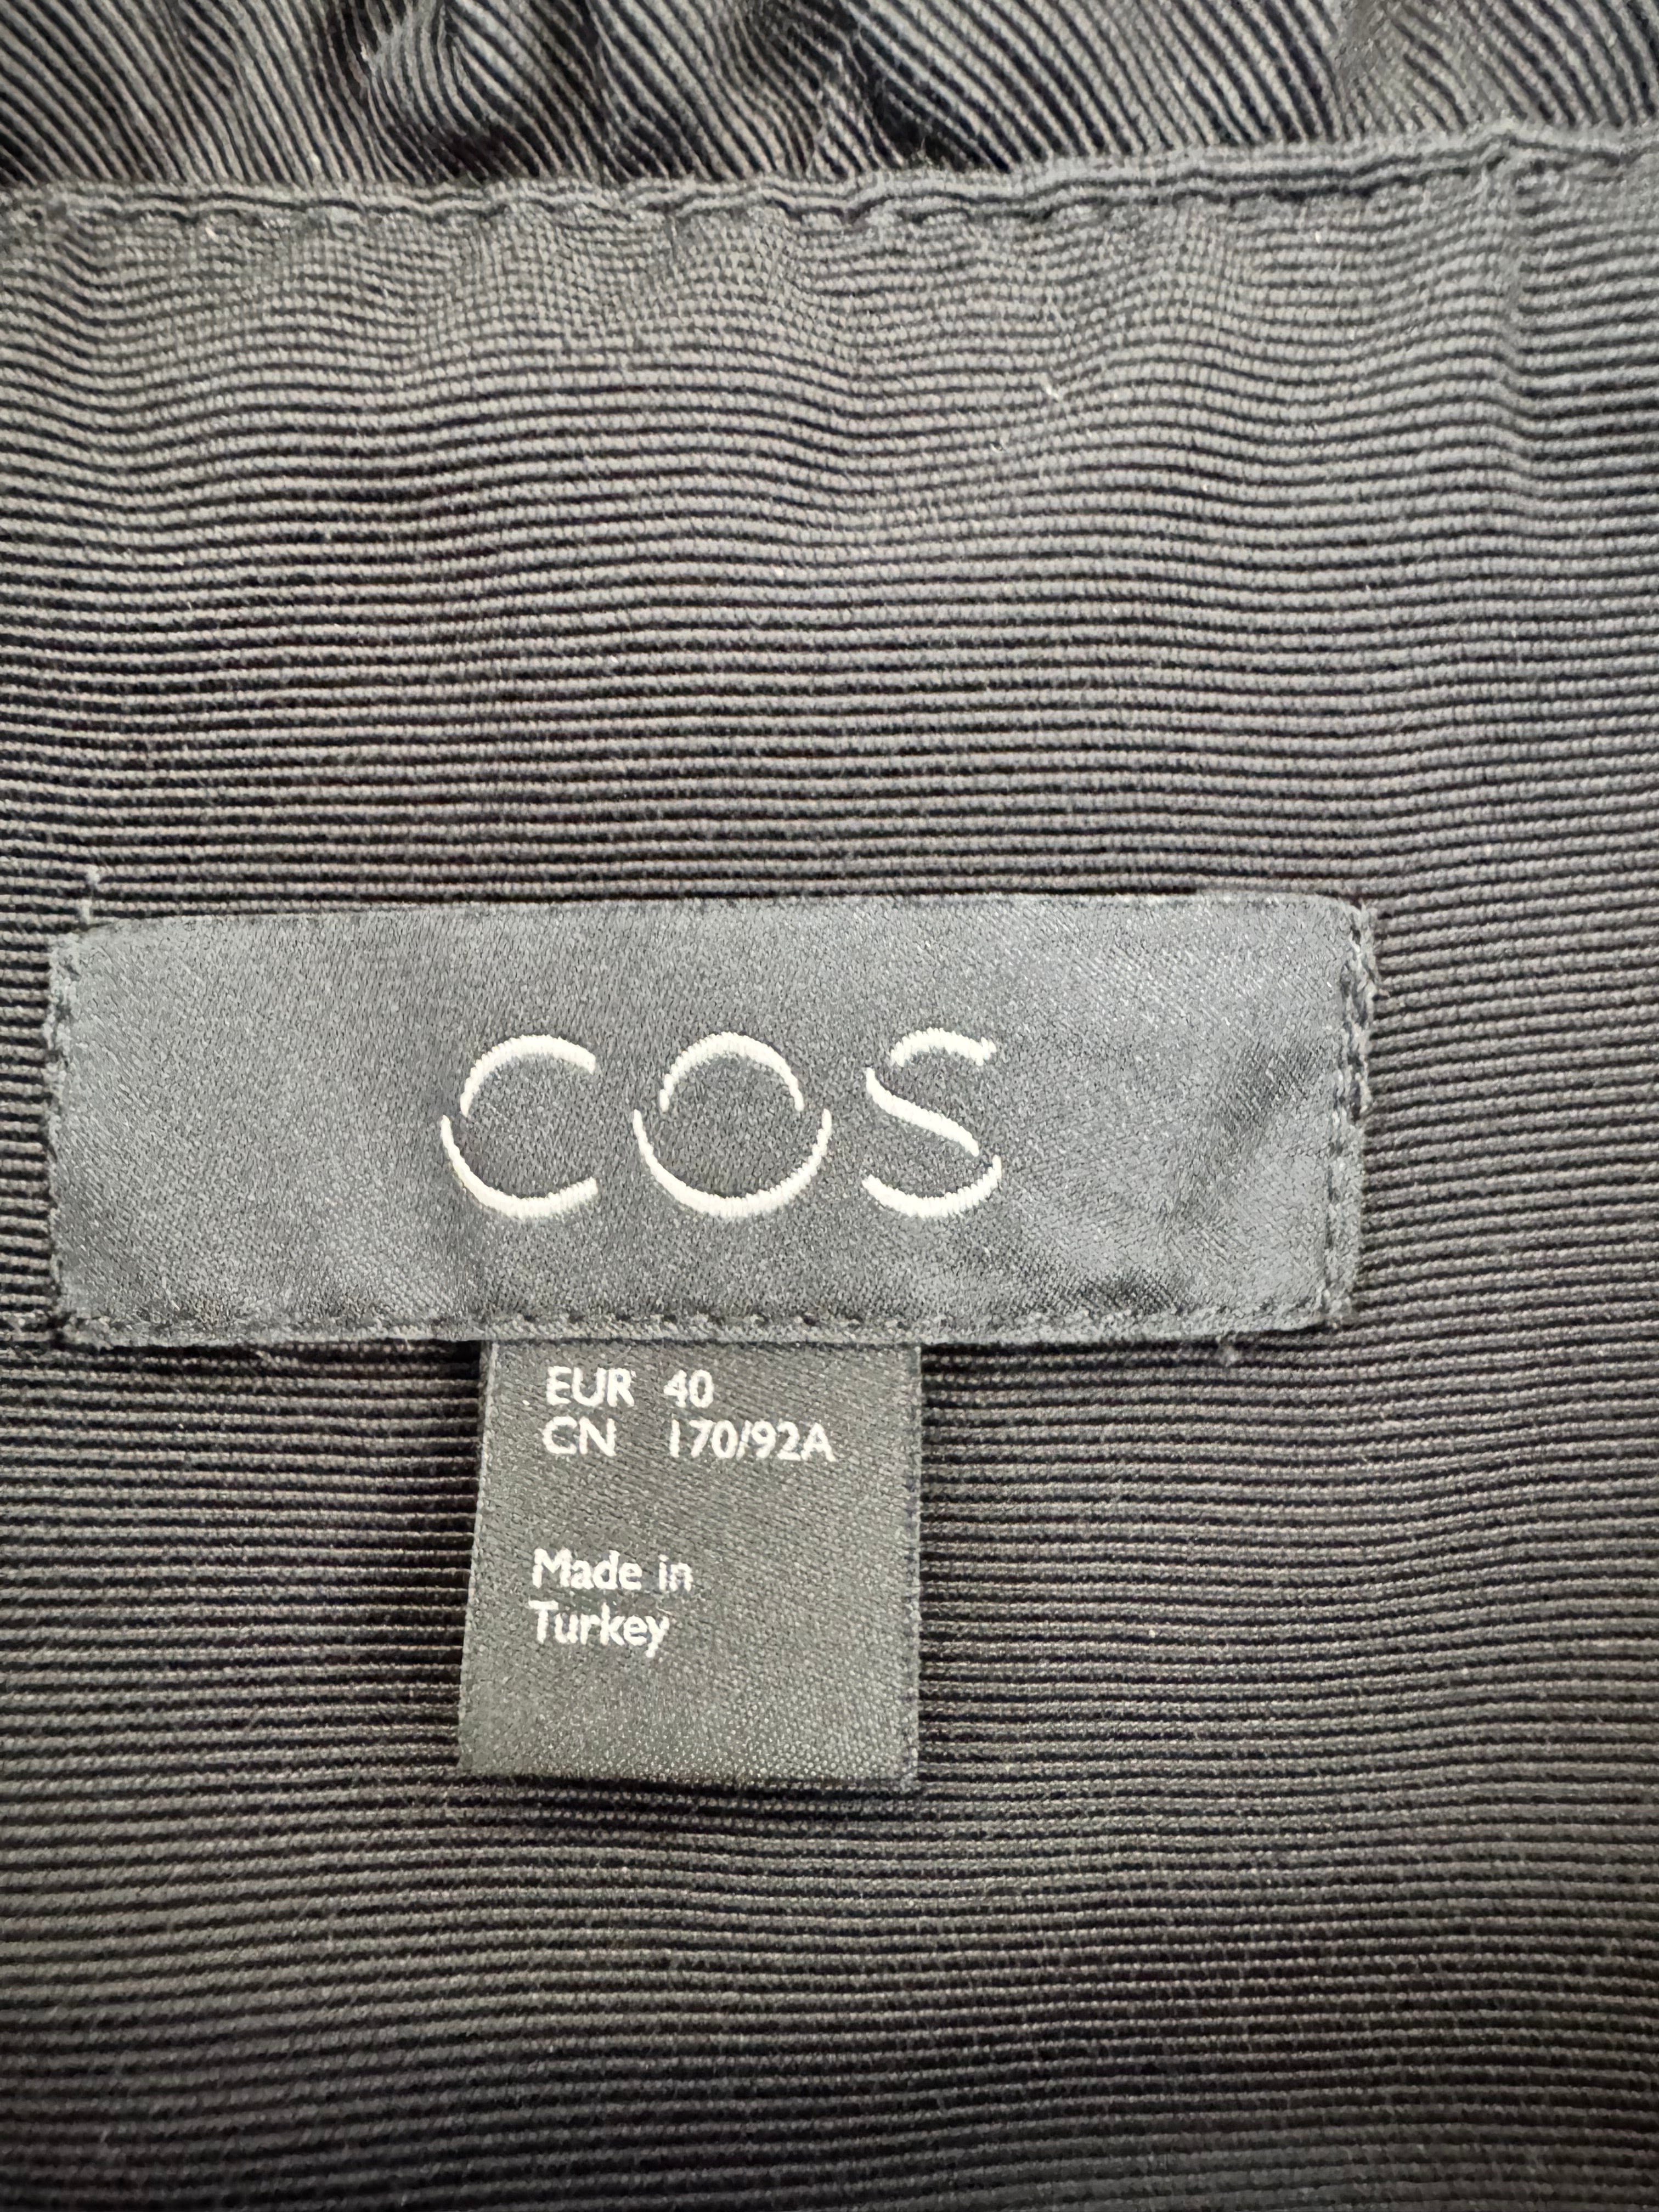 COS
EUR 40
CN 170/92A
Made in
Turkey